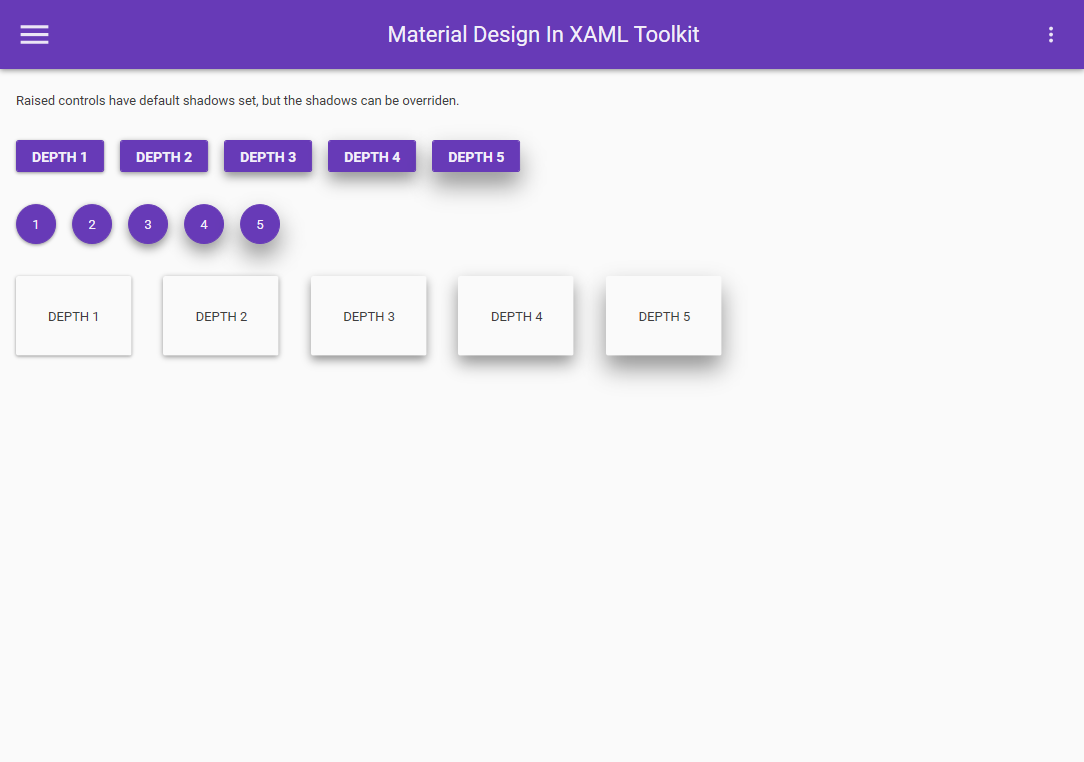 Material Design In XAML Toolkit
Raised controls have default shadows set, but the shadows can be overriden.
DEPTH 1 DEPTH 2 DEPTH 3 DEPTH 4 DEPTH 5
1 2 3 4 5
DEPTH 1 DEPTH 2 DEPTH 3 DEPTH 4 DEPTH 5